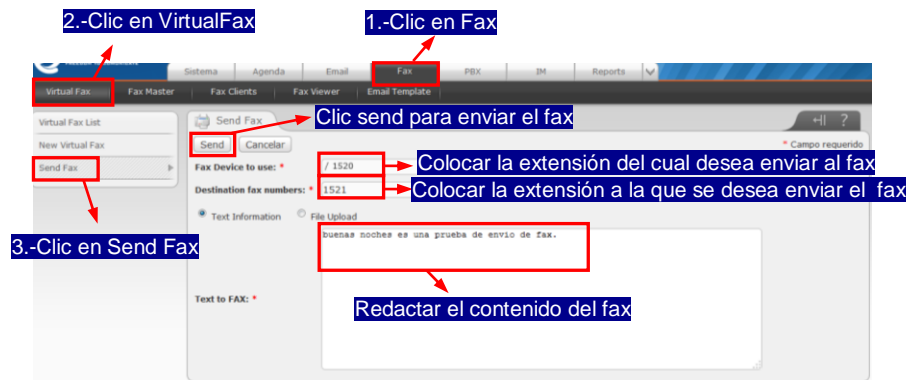 2.-Clic en VirtualFax
1.-Clic en Fax
Sistema Agenda Email Fax PBX IM Reports
Virtual Fax Fax Master Fax Clients Fax Viewer Email Template
Virtual Fax List
New Virtual Fax
Send Fax
Send Fax
Clic send para enviar el fax
?
Send Cancelar
* Campo requerido
Fax Device to use: * / 1520
Colocar la extensión del cual desea enviar al fax
Destination fax numbers: * 1521
Colocar la extensión a la que se desea enviar el fax
Text Information File Upload
buenas noches es una prueba de envio de fax.
3.-Clic en Send Fax
Text to FAX: *
Redactar el contenido del fax